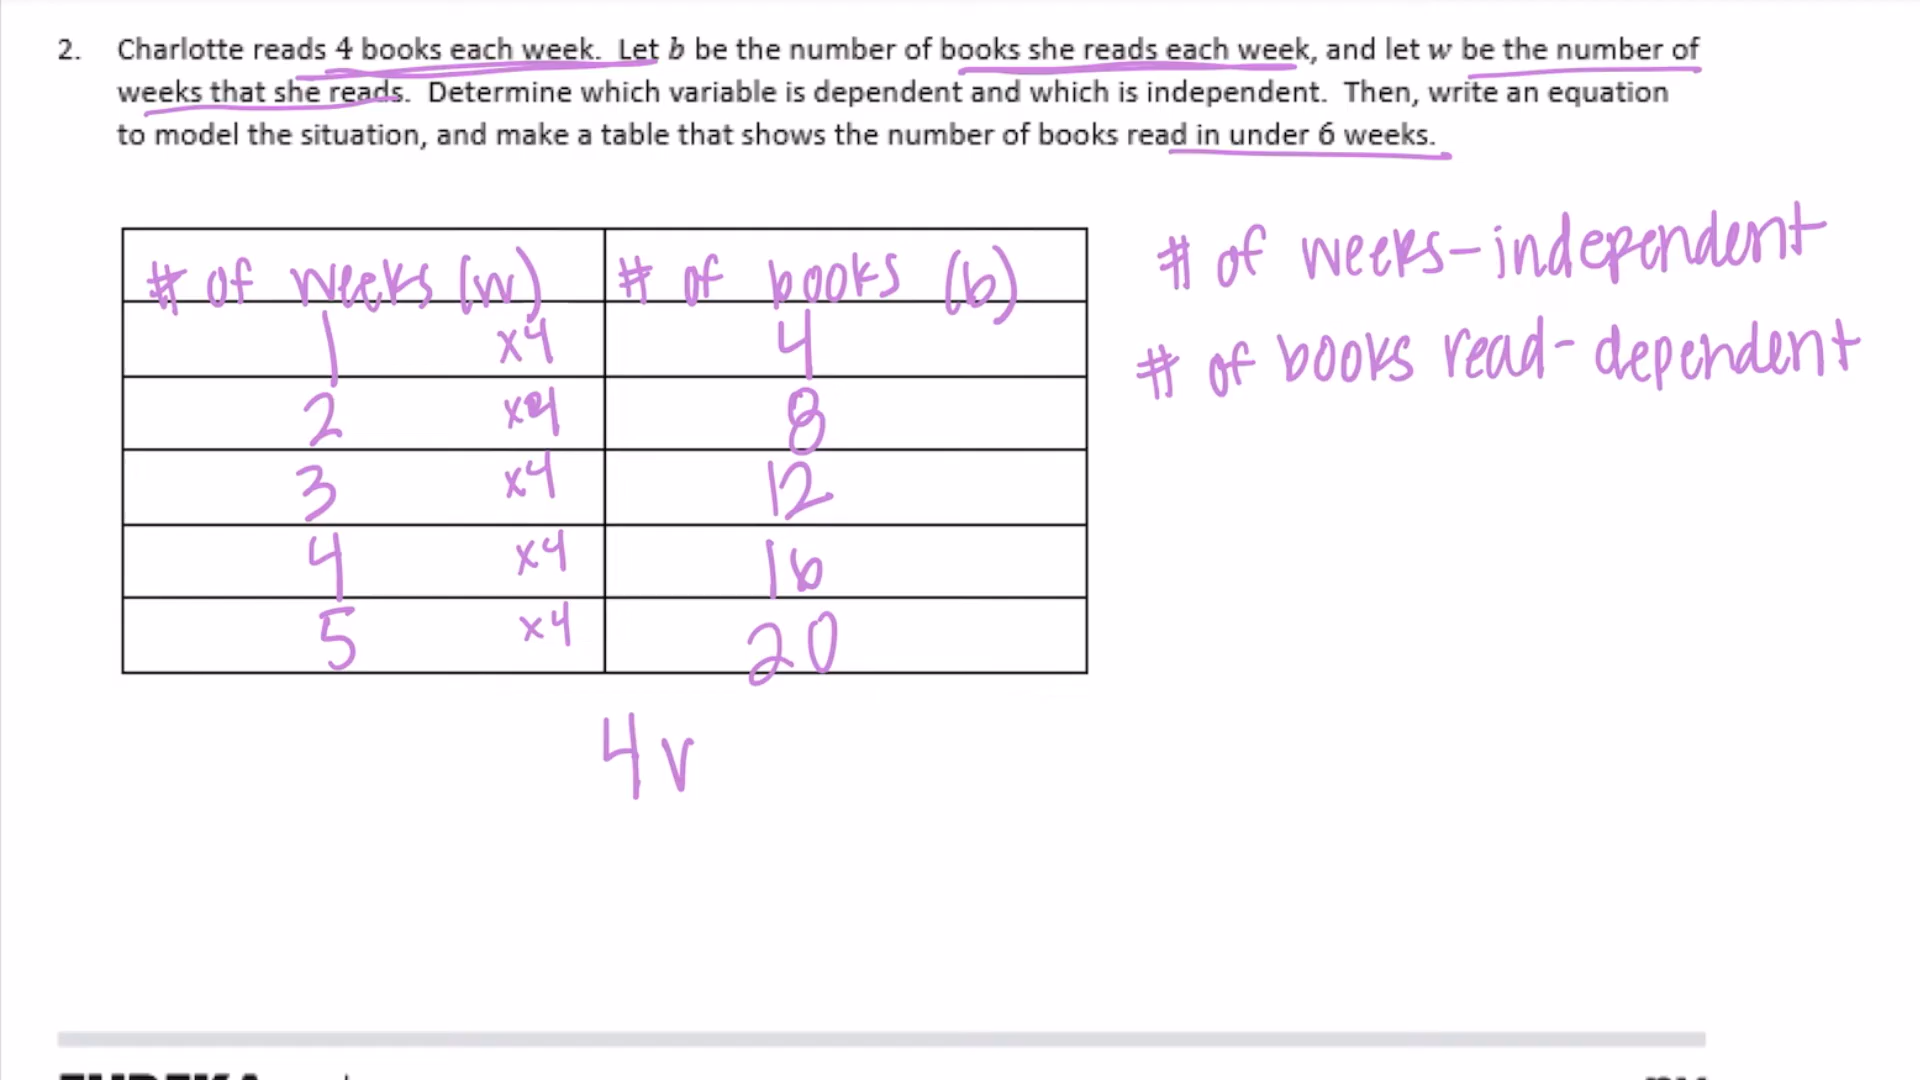 2. Charlotte reads 4 books each week. Let b be the number of books she reads each week, and let w be the number of
weeks that she reads. Determine which variable is dependent and which is independent. Then, write an equation
to model the situation, and make a table that shows the number of books read in under 6 weeks.
# of weeks (w) # of books (b)
1 x4 4
2 x4 8
3 x4 12
4 x4 16
5 x4 20
# of weeks-independent
# of books read-dependent
4v